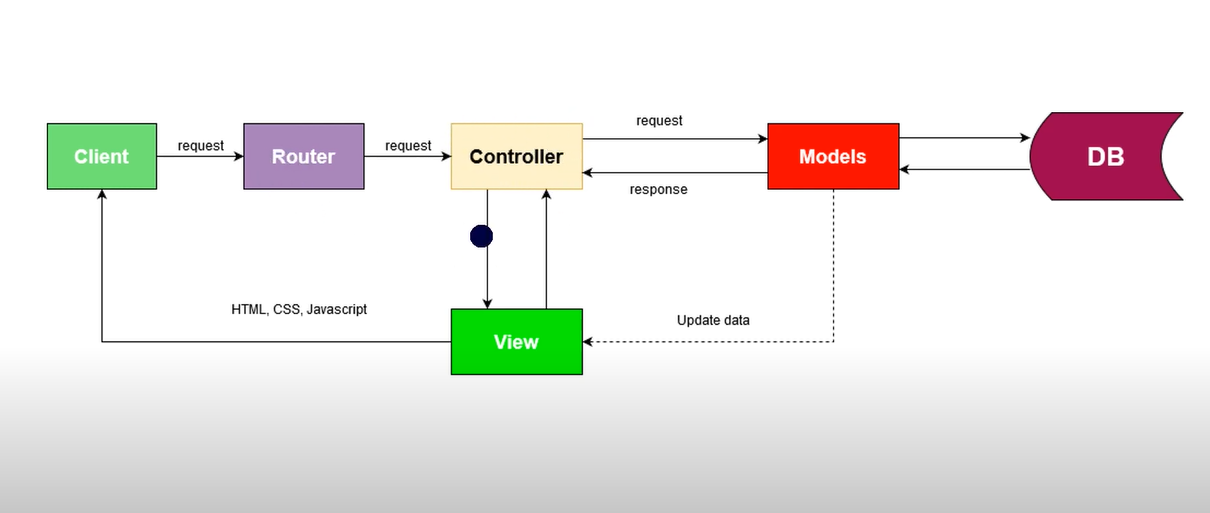 request
Client
request
Router
request
Controller
Models
DB
response
HTML, CSS, Javascript
Update data
View